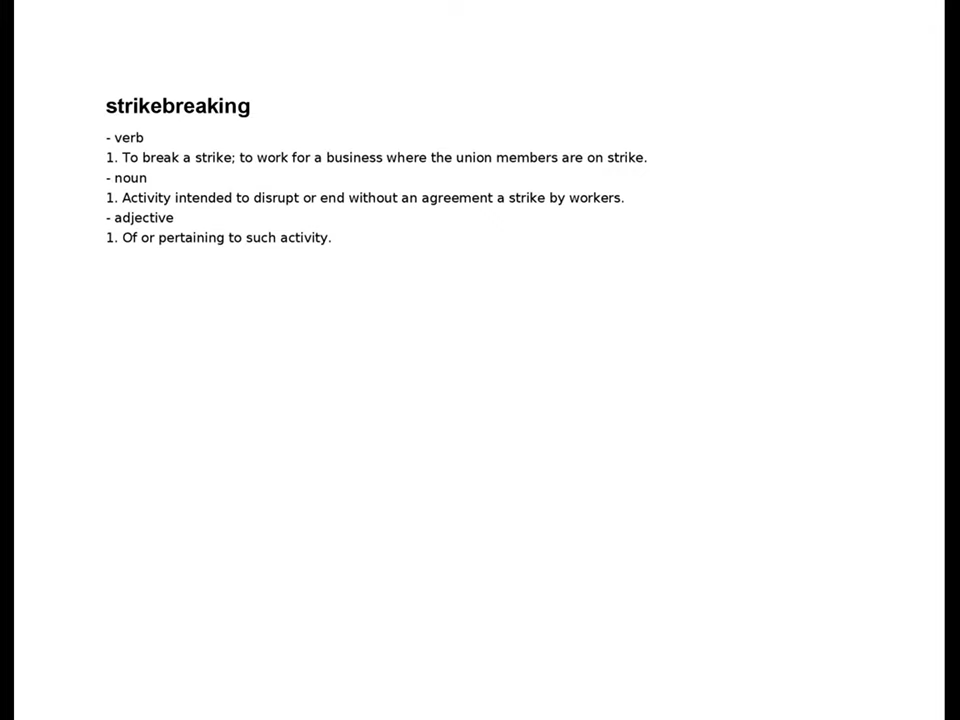 strikebreaking
- verb
1. To break a strike; to work for a business where the union members are on strike.
- noun
1. Activity intended to disrupt or end without an agreement a strike by workers.
- adjective
1. Of or pertaining to such activity.